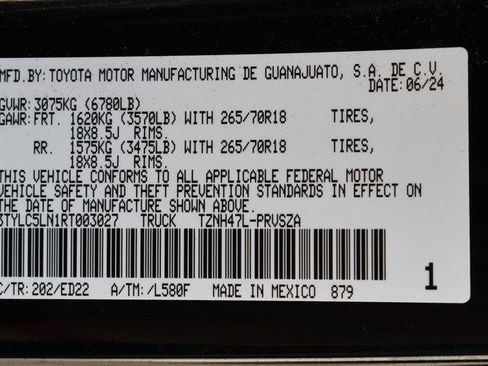 MFD.BY:TOYOTA MOTOR MANUFACTURING DE GUANAJUATO, S.A. DE C.V.
DATE:06/24
GVWR:3075KG (6780LB)
GAWR:FRT. 1620KG (3570LB) WITH 265/70R18 TIRES,
18X8.5J RIMS.
RR. 1575KG (3475LB) WITH 265/70R18 TIRES,
18X8.5J RIMS.
THIS VEHICLE CONFORMS TO ALL APPLICABLE FEDERAL MOTOR
VEHICLE SAFETY AND THEFT PREVENTION STANDARDS IN EFFECT ON
THE DATE OF MANUFACTURE SHOWN ABOVE.
3TYLC5LN1RT003027 TRUCK TZNH47L-PRVSZA
1
C/TR:202/ED22 A/TM:/L580F MADE IN MEXICO 879